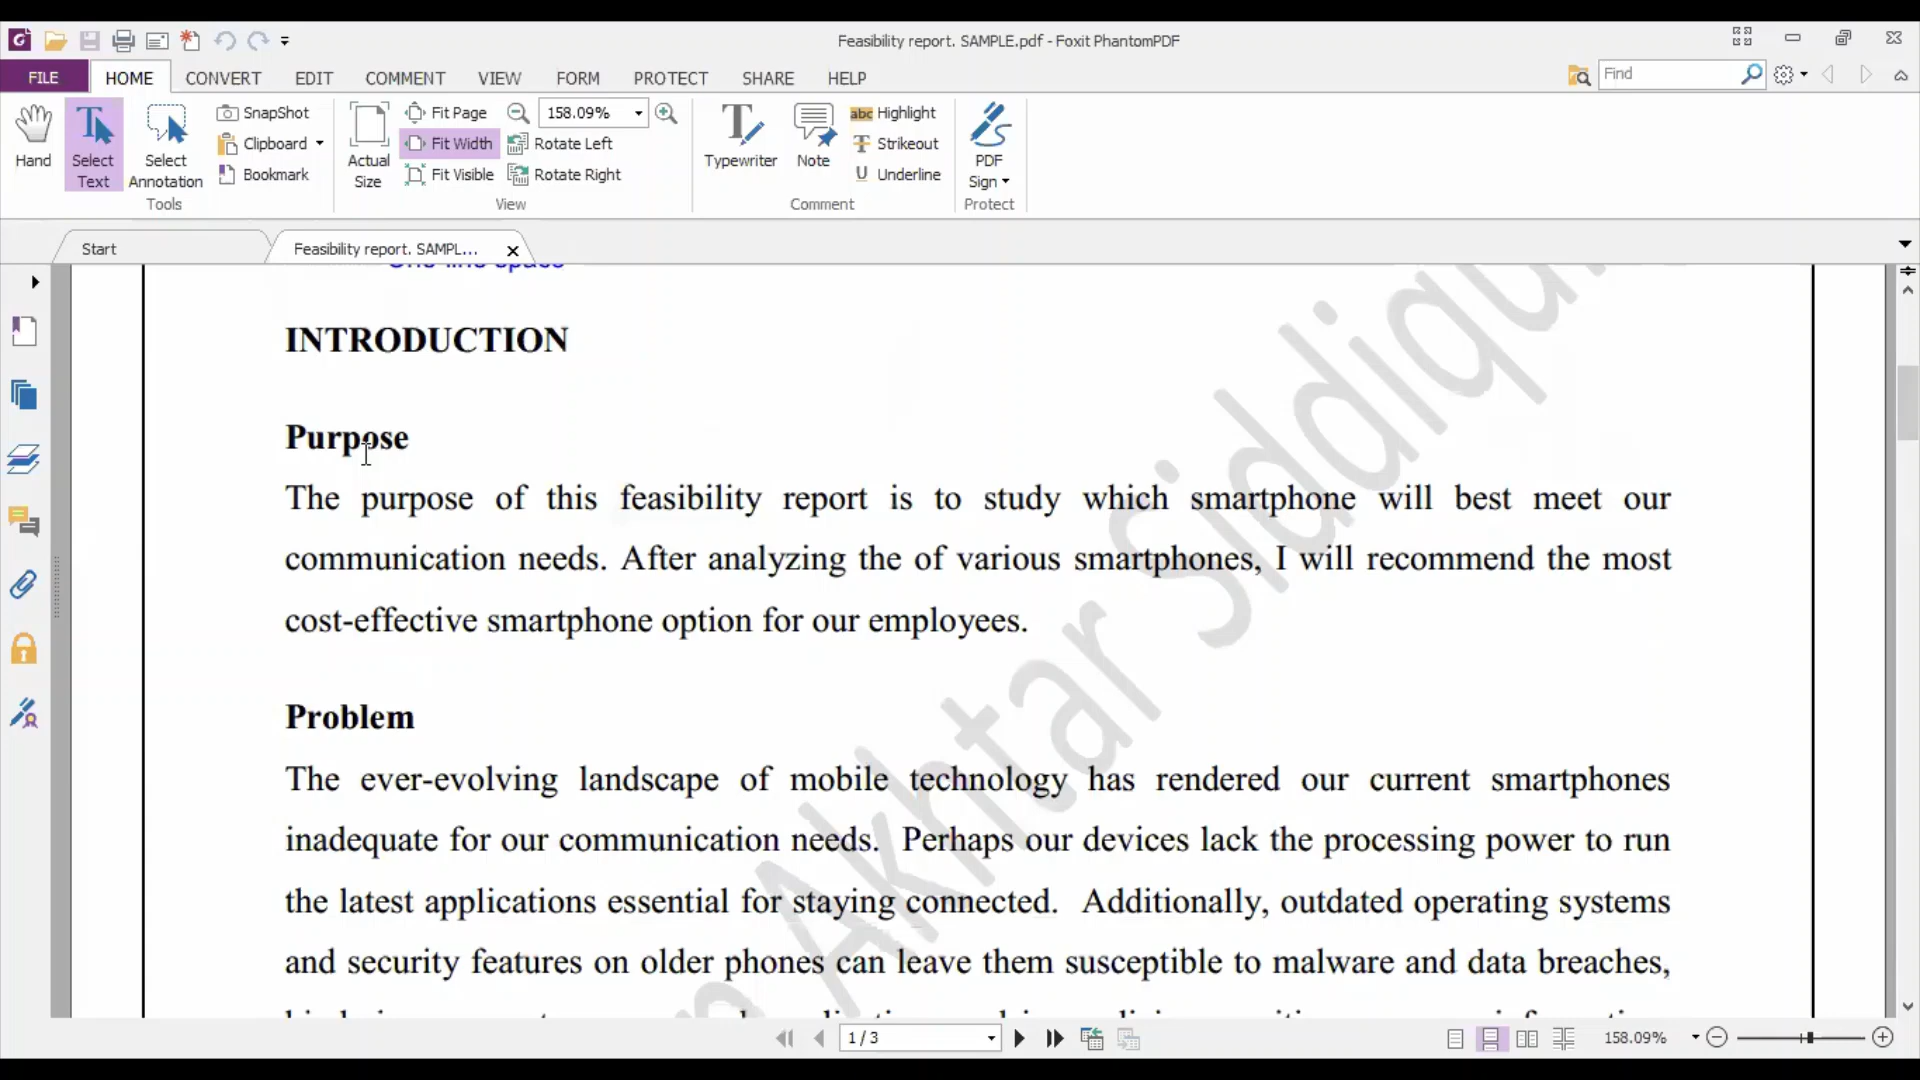 Feasibility report. SAMPLE.pdf - Foxit PhantomPDF
FILE HOME CONVERT EDIT COMMENT VIEW FORM PROTECT SHARE HELP Find
Hand
Select Text
Select Annotation
SnapShot
Clipboard
Bookmark
Tools
Actual Size
Fit Page
Fit Width
Fit Visible
158.09%
Rotate Left
Rotate Right
View
Typewriter
Note
abc Highlight
T Strikeout
U Underline
Comment
PDF Sign
Protect
Start Feasibility report. SAMPL...
One line space
INTRODUCTION
Purpose
The purpose of this feasibility report is to study which smartphone will best meet our
communication needs. After analyzing the of various smartphones, I will recommend the most
cost-effective smartphone option for our employees.
Problem
The ever-evolving landscape of mobile technology has rendered our current smartphones
inadequate for our communication needs. Perhaps our devices lack the processing power to run
the latest applications essential for staying connected. Additionally, outdated operating systems
and security features on older phones can leave them susceptible to malware and data breaches,
Akhtar
1 / 3
158.09%